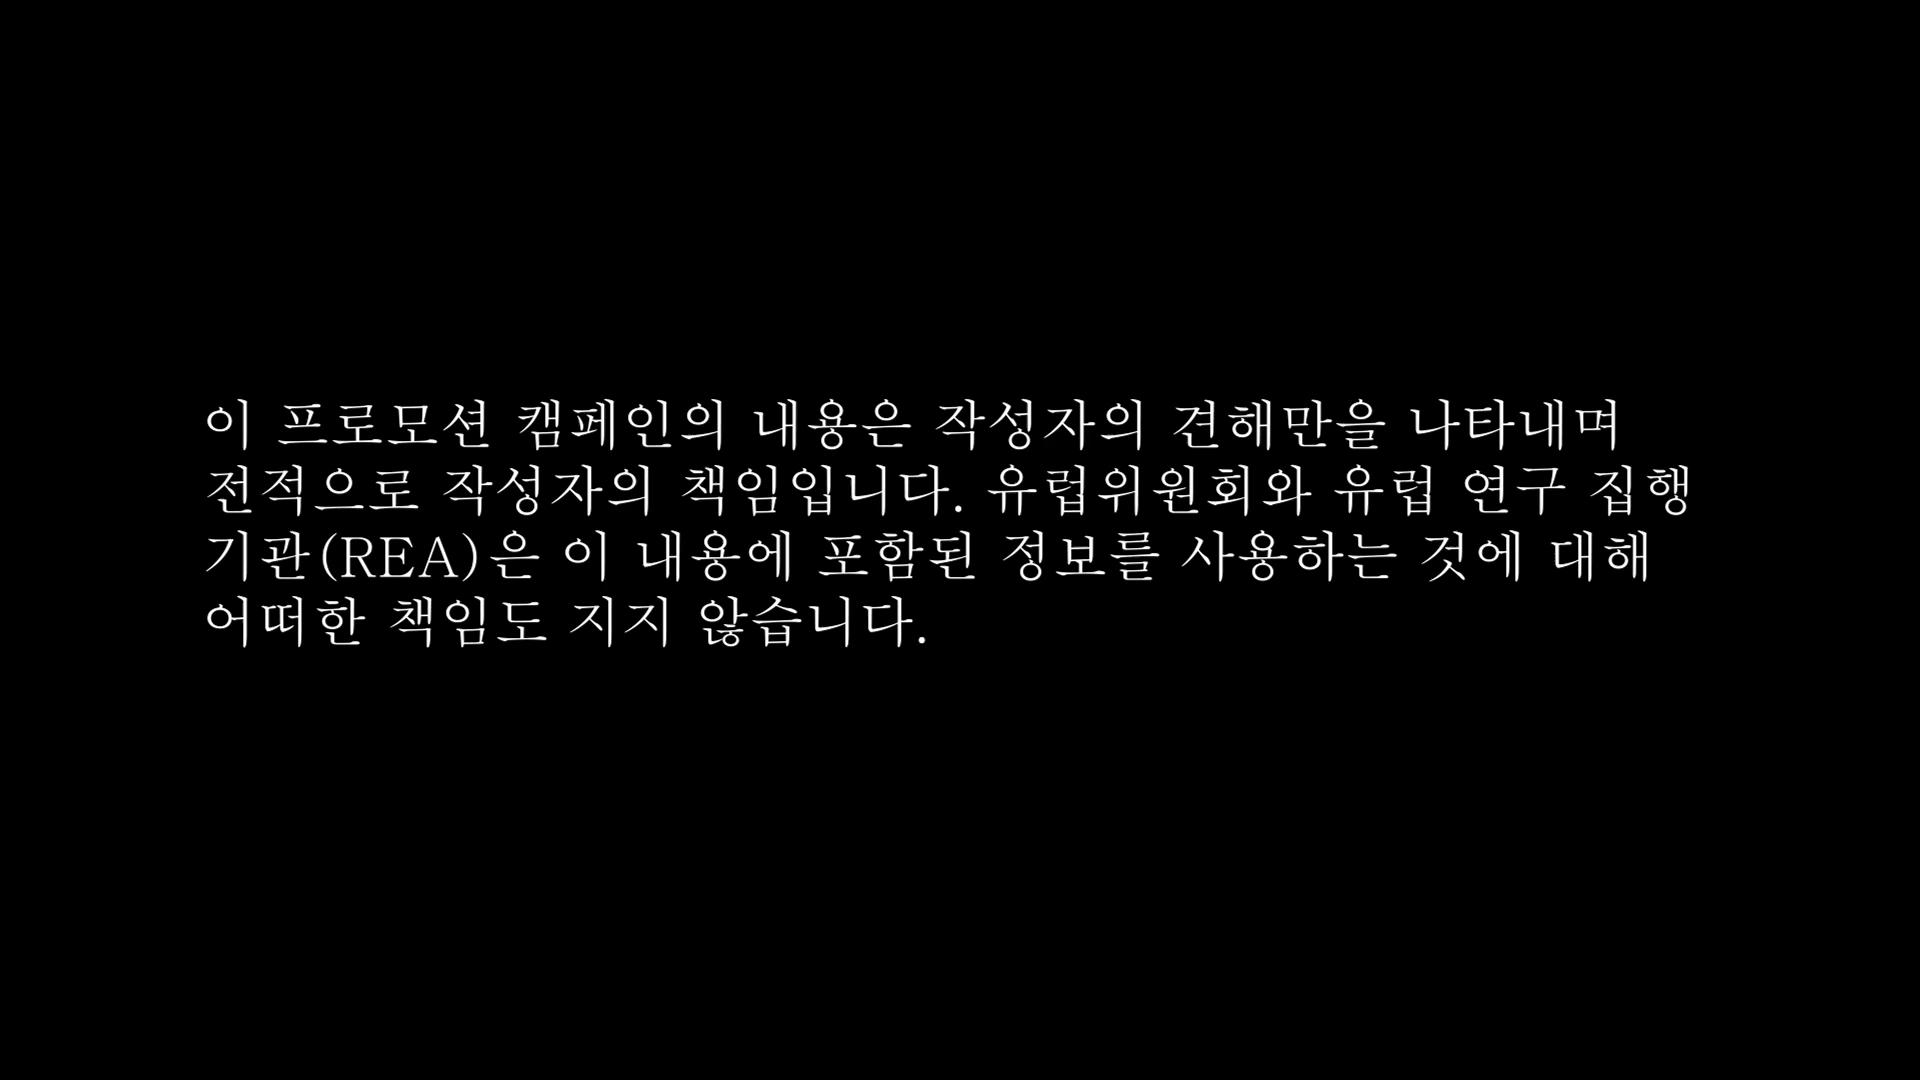 이 프로모션 캠페인의 내용은 작성자의 견해만을 나타내며
전적으로 작성자의 책임입니다. 유럽위원회와 유럽 연구 집행
기관(REA)은 이 내용에 포함된 정보를 사용하는 것에 대해
어떠한 책임도 지지 않습니다.